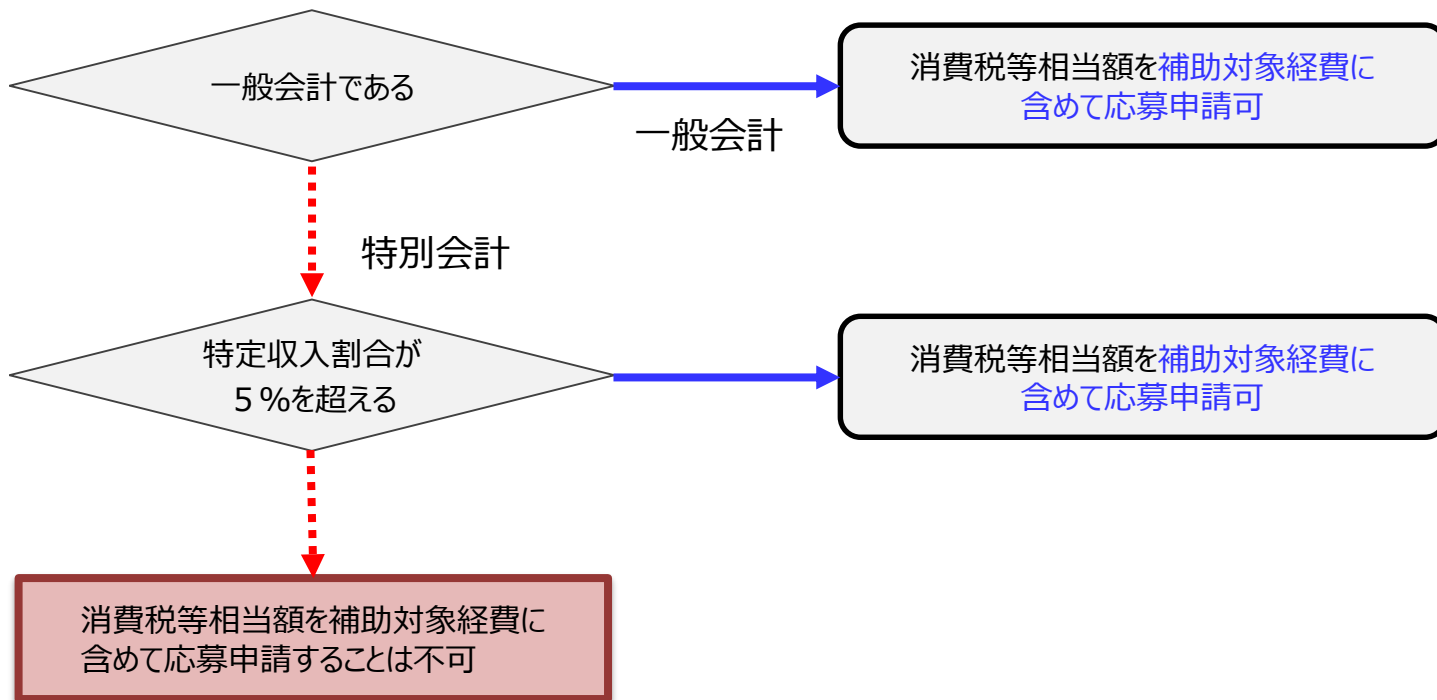 一般会計である
消費税等相当額を補助対象経費に
含めて応募申請可
一般会計
特別会計
特定収入割合が
5%を超える
消費税等相当額を補助対象経費に
含めて応募申請可
消費税等相当額を補助対象経費に
含めて応募申請することは不可